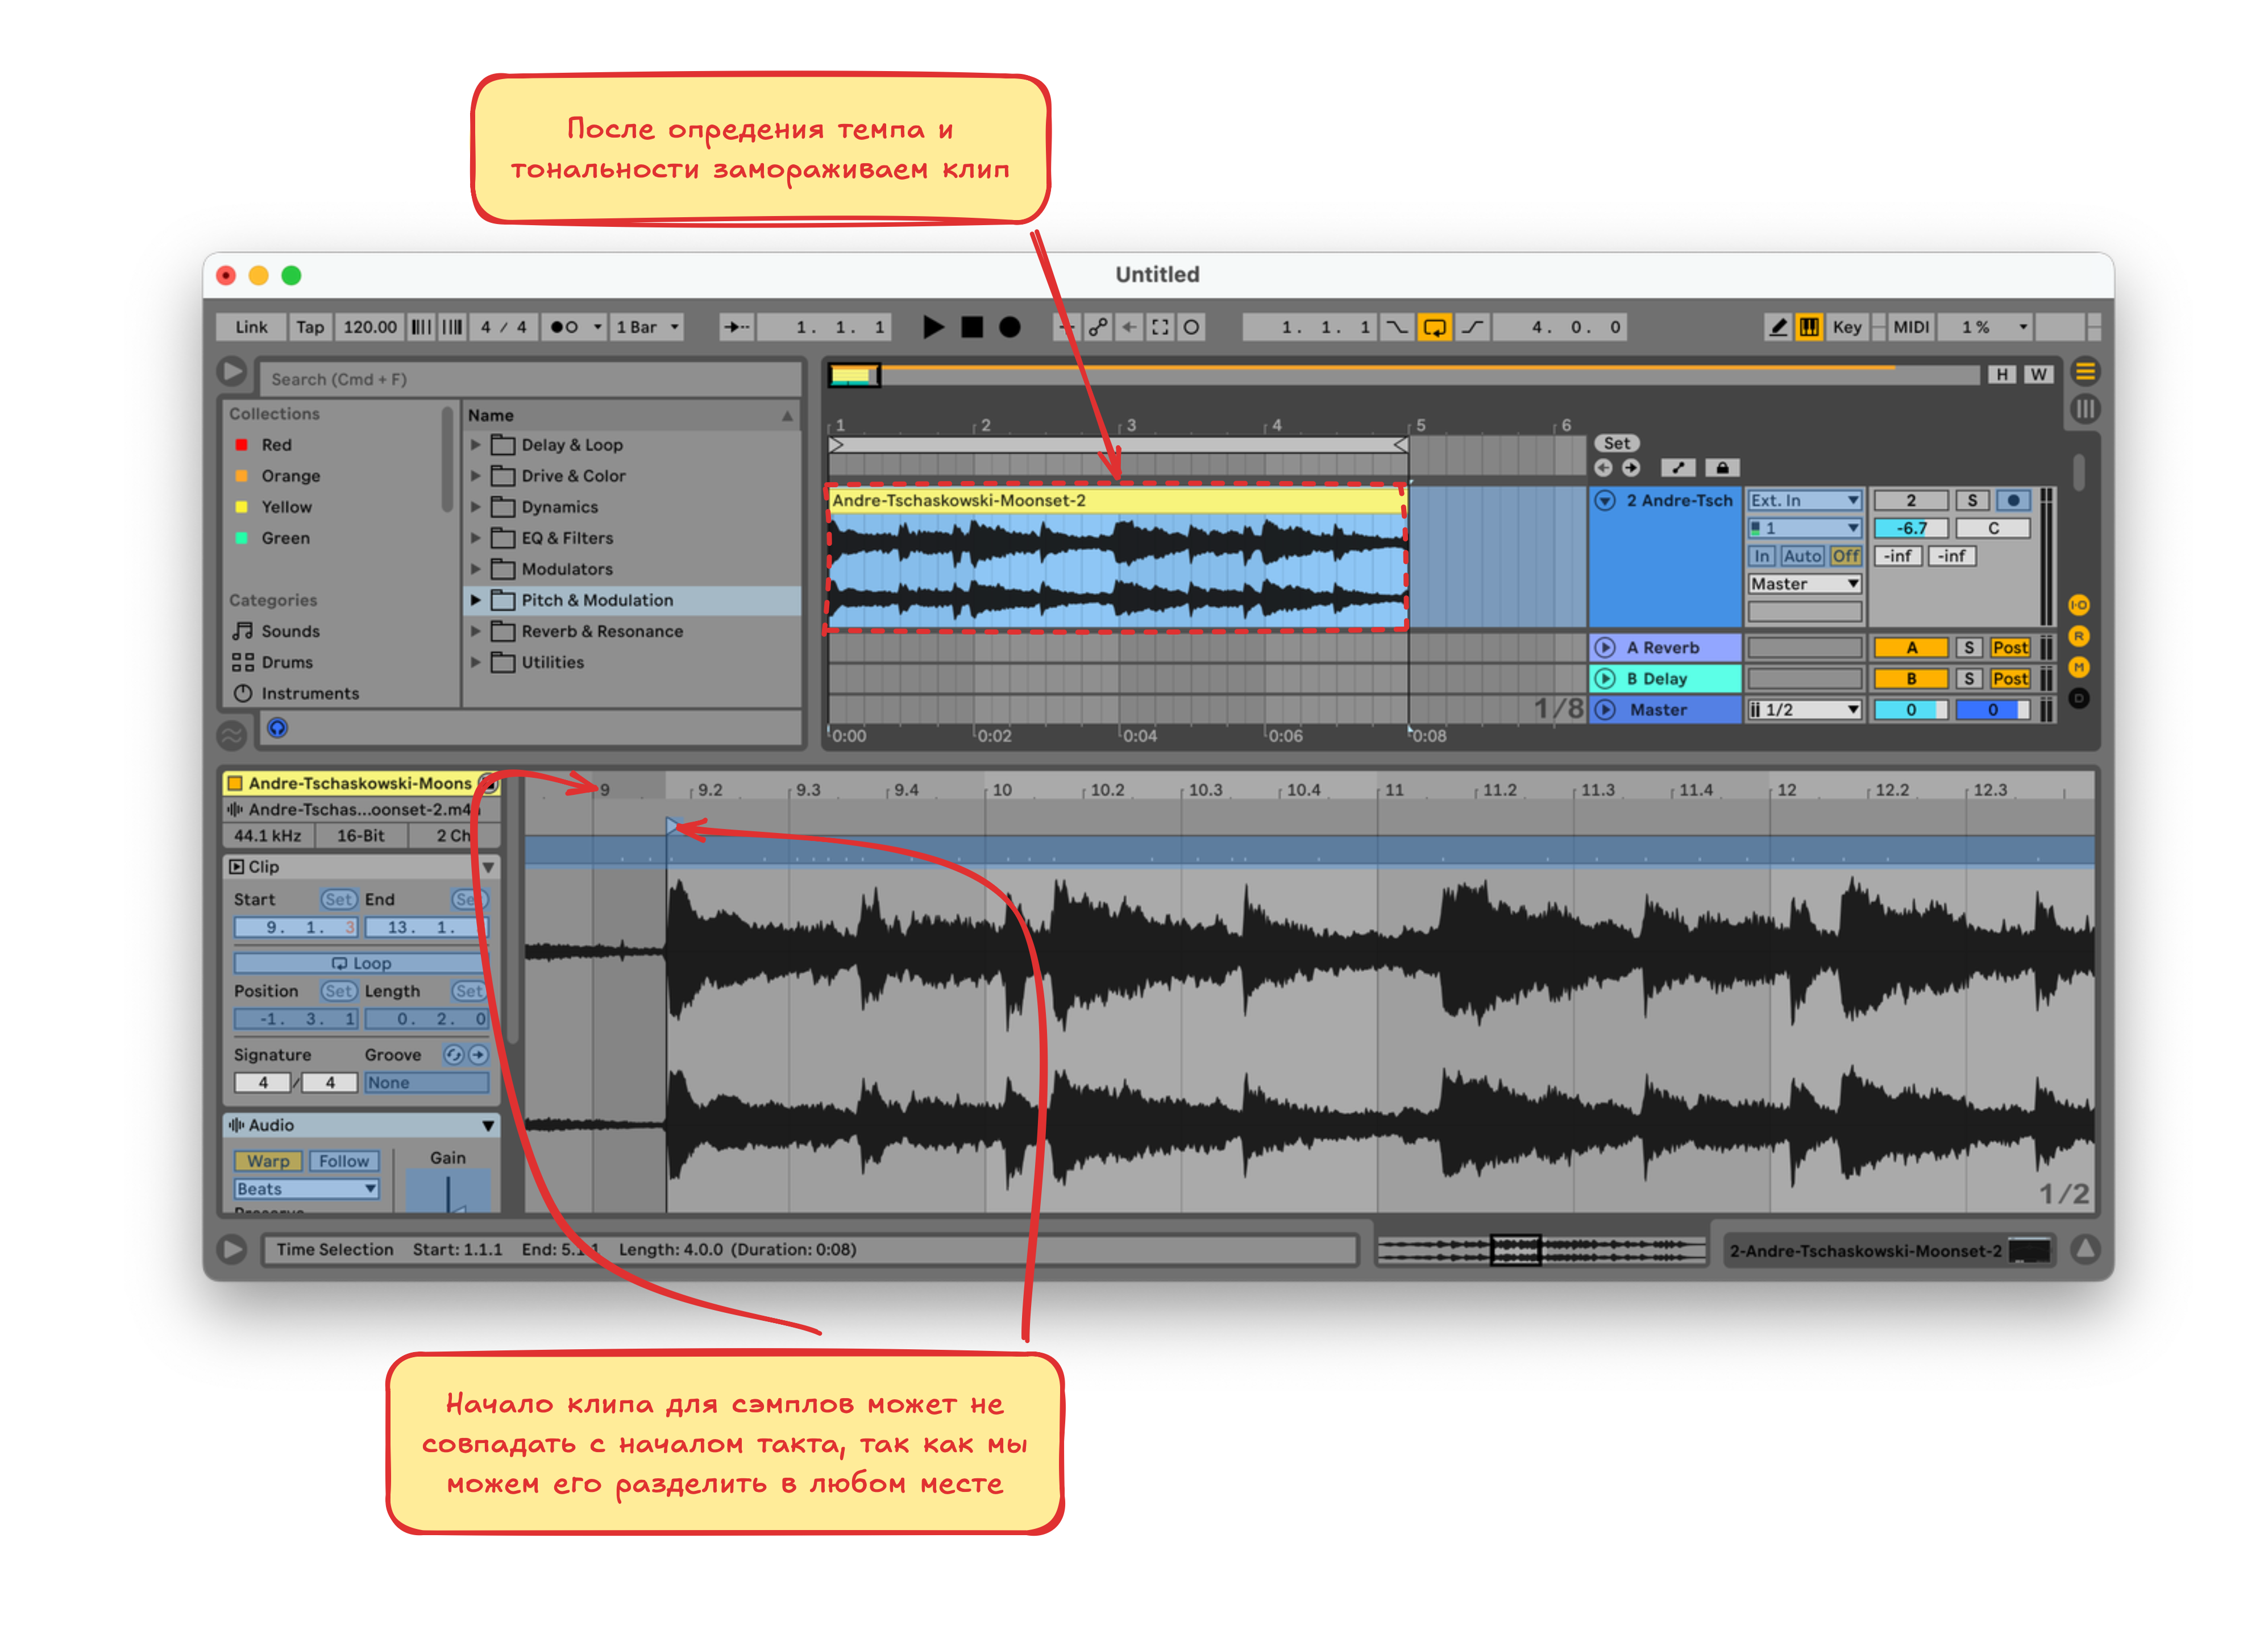 После опредения темпа и
тональности замораживаем клип
Untitled
Link Tap 120.00 4 / 4 1 Bar 1. 1. 1 1. 1. 1 4. 0. 0 Key MIDI 1 %
Search (Cmd + F)
H W
Collections
Red
Orange
Yellow
Green
Categories
Sounds
Drums
Instruments
Name
Delay & Loop
Drive & Color
Dynamics
EQ & Filters
Modulators
Pitch & Modulation
Reverb & Resonance
Utilities
1 2 3 4 5 6
Set
Andre-Tschaskowski-Moonset-2
2 Andre-Tsch Ext. In 2 S
1 -6.7 C
In Auto Off -inf -inf
Master
A Reverb A S Post
B Delay B S Post
1/8 Master 1/2 0 0
0:00 0:02 0:04 0:06 0:08
I·O
R
M
D
Andre-Tschaskowski-Moons
Andre-Tschas...oonset-2.m4
44.1 kHz 16-Bit 2 Ch
Clip
Start Set End Se
9. 1. 3 13. 1.
Loop
Position Set Length Set
-1. 3. 1 0. 2. 0
Signature Groove
4 / 4 None
Audio
Warp Follow Gain
Beats
9 9.2 9.3 9.4 10 10.2 10.3 10.4 11 11.2 11.3 11.4 12 12.2 12.3
1/2
Time Selection Start: 1.1.1 End: 5.1.1 Length: 4.0.0 (Duration: 0:08)
2-Andre-Tschaskowski-Moonset-2
Начало клипа для сэмплов может не
совпадать с началом такта, так как мы
можем его разделить в любом месте